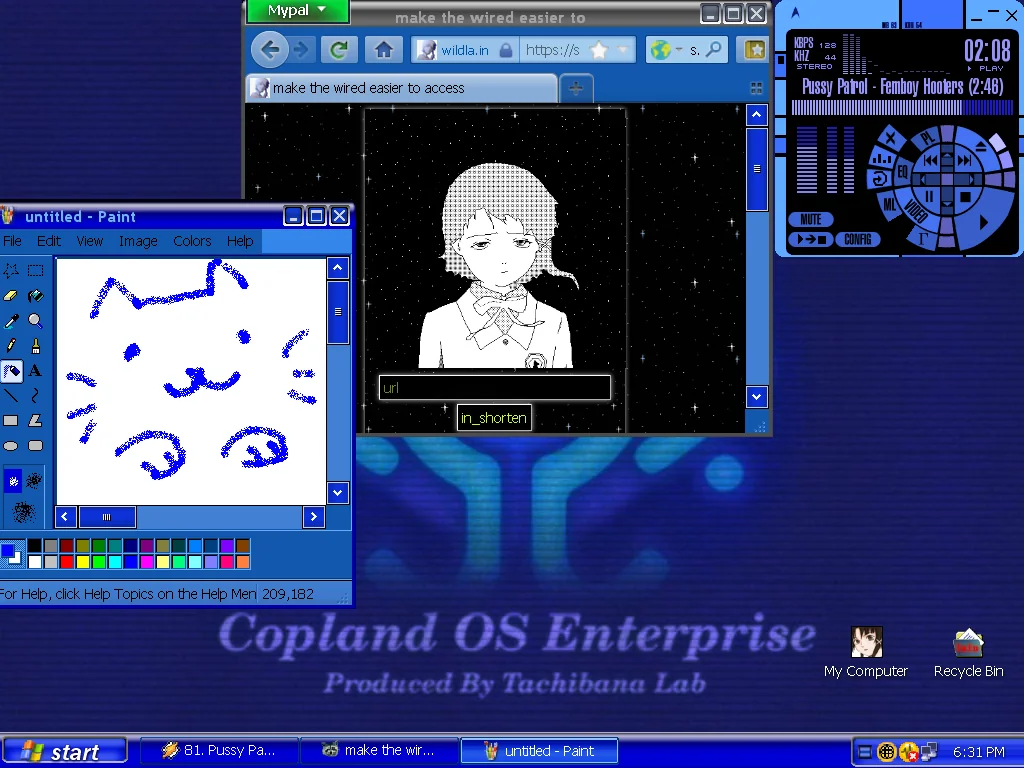 Mypal
make the wired easier to
wildla.in
https://s
s.
make the wired easier to access
url
in_shorten
KBPS 128
KHZ 44
STEREO
02:08
PLAY
Pussy Patrol - Femboy Hooters (2:46)
PL
EQ
ML
VIDEO
MUTE
CONFIG
untitled - Paint
File Edit View Image Colors Help
A
For Help, click Help Topics on the Help Men
209,182
Copland OS Enterprise
Produced By Tachibana Lab
My Computer
Recycle Bin
start
81. Pussy Pa...
make the wir...
untitled - Paint
6:31 PM